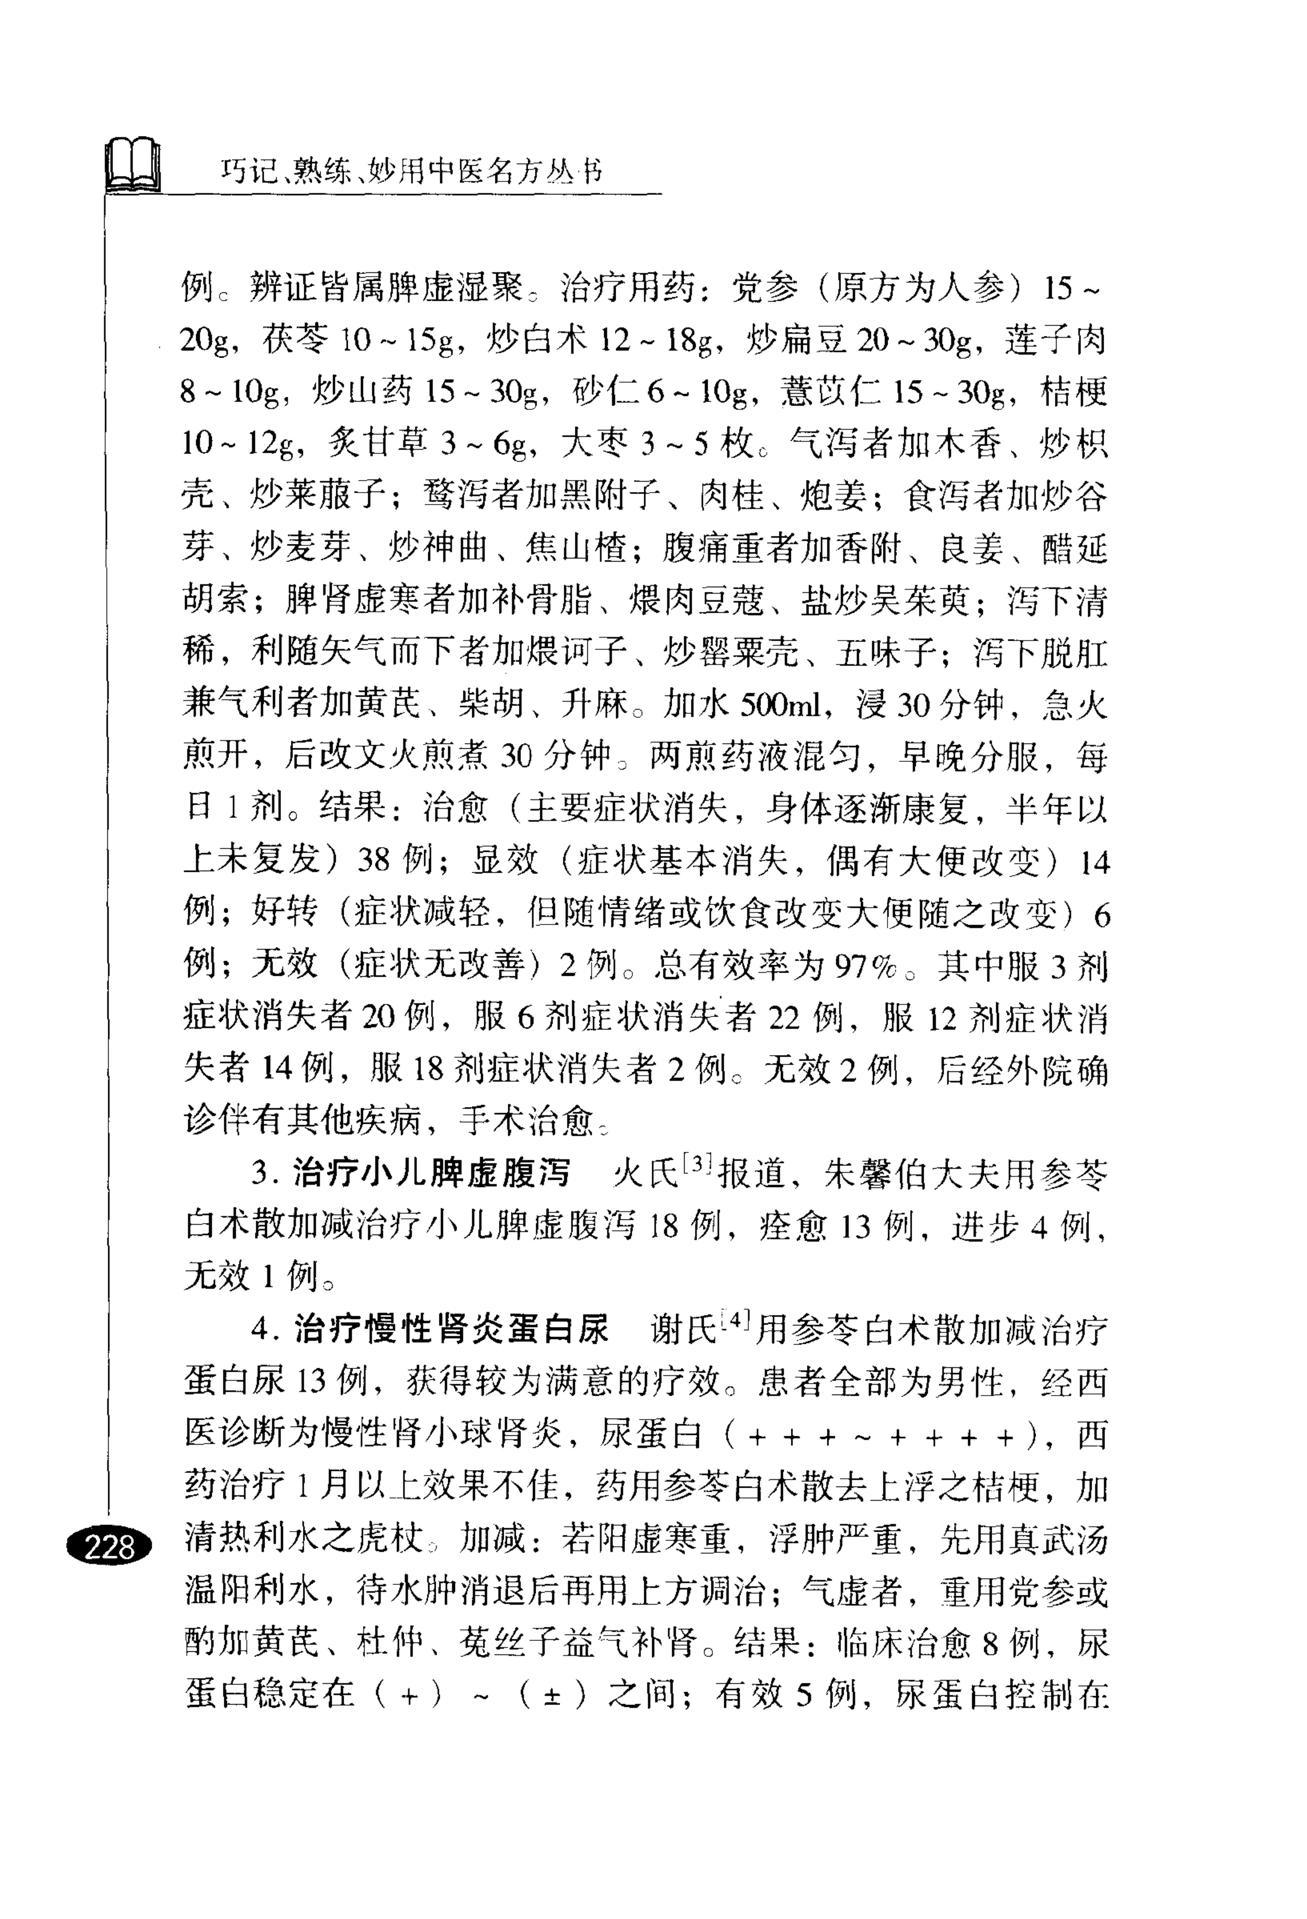 巧记、熟练、妙用中医名方丛书
例。辨证皆属脾虚湿聚。治疗用药：党参（原方为人参）15～
20g，茯苓10～15g，炒白术12～18g，炒扁豆20～30g，莲子肉
8～10g，炒山药15～30g，砂仁6～10g，薏苡仁15～30g，桔梗
10～12g，炙甘草3～6g，大枣3～5枚。气泻者加木香、炒枳
壳、炒莱菔子；鹜泻者加黑附子、肉桂、炮姜；食泻者加炒谷
芽、炒麦芽、炒神曲、焦山楂；腹痛重者加香附、良姜、醋延
胡索；脾肾虚寒者加补骨脂、煨肉豆蔻、盐炒吴茱萸；泻下清
稀，利随矢气而下者加煨诃子、炒罂粟壳、五味子；泻下脱肛
兼气利者加黄芪、柴胡、升麻。加水500ml，浸30分钟，急火
煎开，后改文火煎煮30分钟。两煎药液混匀，早晚分服，每
日1剂。结果：治愈（主要症状消失，身体逐渐康复，半年以
上未复发）38例；显效（症状基本消失，偶有大便改变）14
例；好转（症状减轻，但随情绪或饮食改变大便随之改变）6
例；无效（症状无改善）2例。总有效率为97%。其中服3剂
症状消失者20例，服6剂症状消失者22例，服12剂症状消
失者14例，服18剂症状消失者2例。无效2例，后经外院确
诊伴有其他疾病，手术治愈。
3. 治疗小儿脾虚腹泻 火氏[3]报道，朱馨伯大夫用参苓
白术散加减治疗小儿脾虚腹泻18例，痊愈13例，进步4例，
无效1例。
4. 治疗慢性肾炎蛋白尿 谢氏[4]用参苓白术散加减治疗
蛋白尿13例，获得较为满意的疗效。患者全部为男性，经西
医诊断为慢性肾小球肾炎，尿蛋白（+++～++++），西
药治疗1月以上效果不佳，药用参苓白术散去上浮之桔梗，加
清热利水之虎杖。加减：若阳虚寒重，浮肿严重，先用真武汤
温阳利水，待水肿消退后再用上方调治；气虚者，重用党参或
酌加黄芪、杜仲、菟丝子益气补肾。结果：临床治愈8例，尿
蛋白稳定在（+）～（±）之间；有效5例，尿蛋白控制在
228